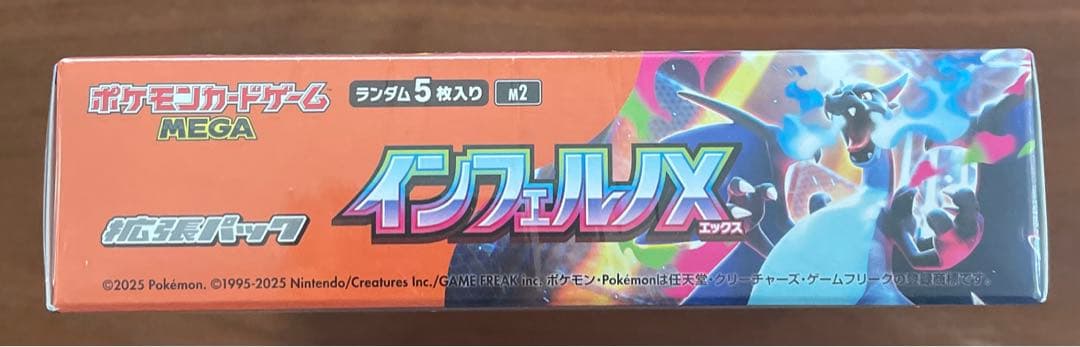 ポケモンカードゲーム
MEGA
ランダム5枚入り M2
インフェルノX
エックス
拡張パック
©2025 Pokémon. ©1995-2025 Nintendo/Creatures Inc./GAME FREAK inc. ポケモン・Pokémonは任天堂・クリーチャーズ・ゲームフリークの登録商標です。